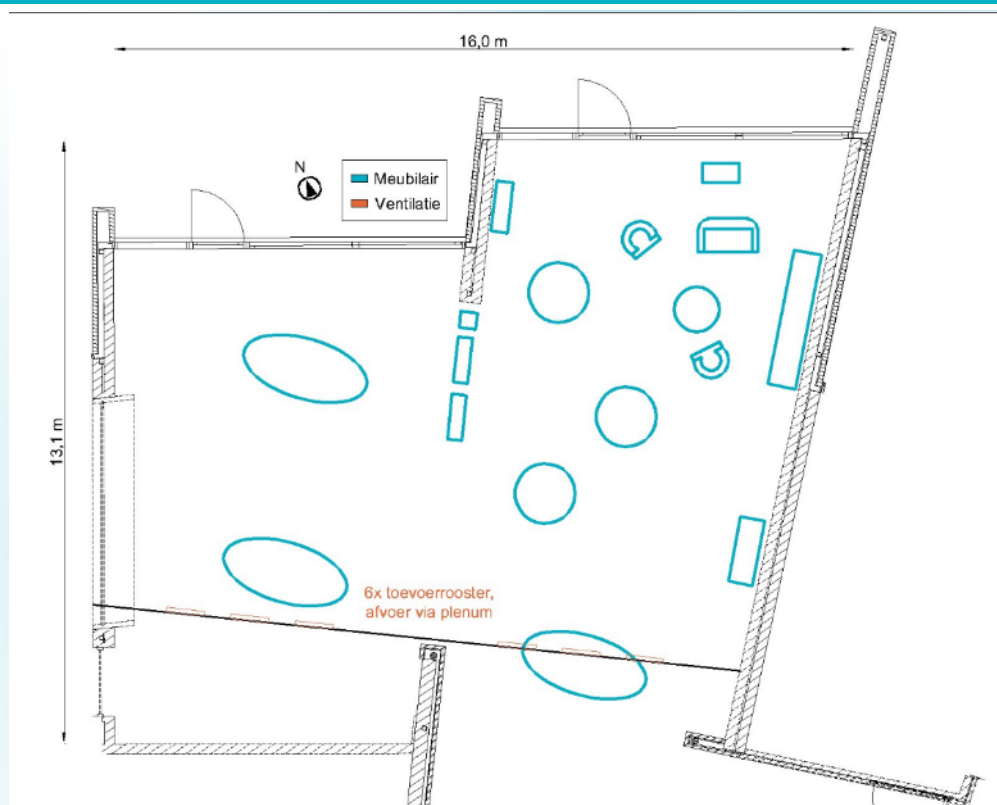 16,0 m
N
Meubilair
Ventilatie
13,1 m
6x toevoerrooster,
afvoer via plenum